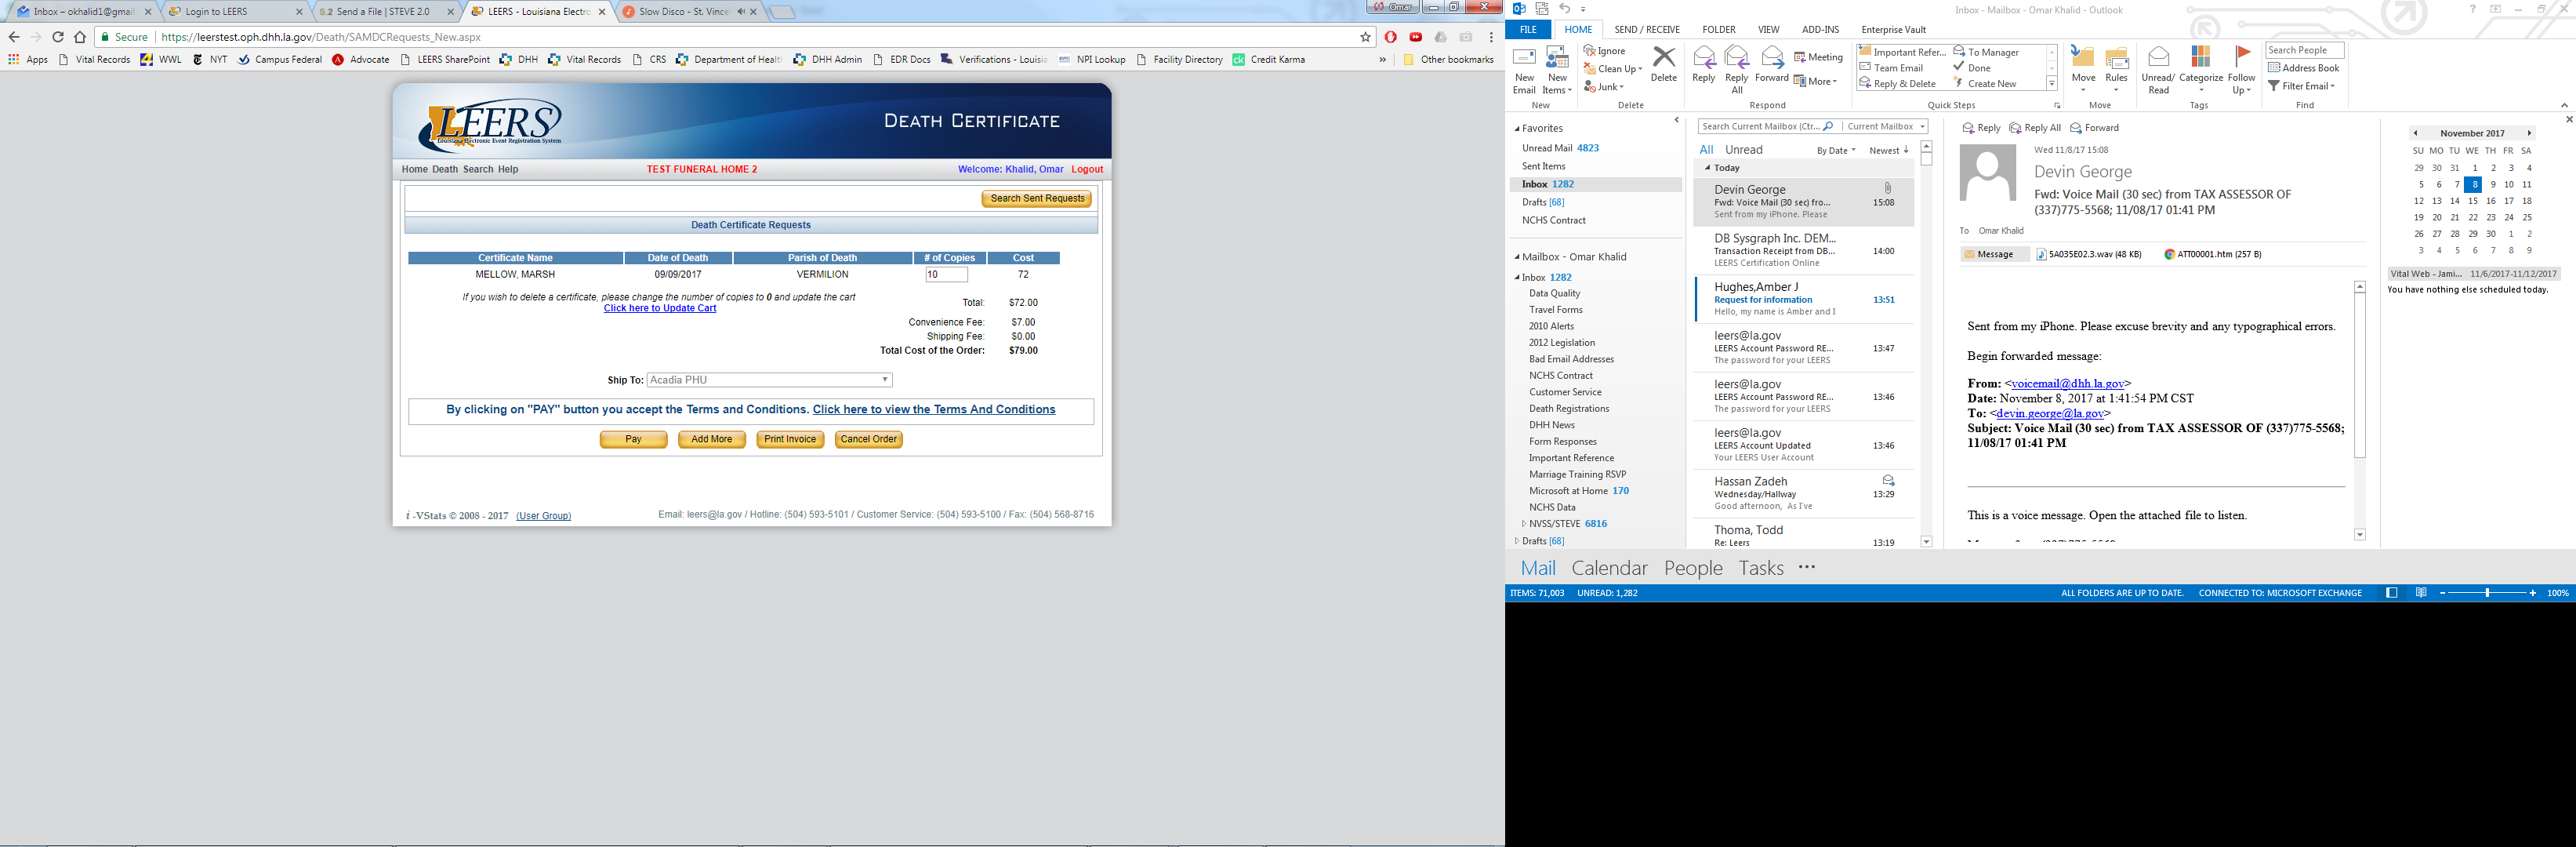 Inbox – okhalid1@gmai
Login to LEERS
S.2 Send a File | STEVE 2.0
LEERS - Louisiana Electro
Slow Disco - St. Vince
Omar
Secure
https://leerstest.oph.dhh.la.gov/Death/SAMDCRequests_New.aspx
Apps
Vital Records
WWL
NYT
Campus Federal
Advocate
LEERS SharePoint
DHH
Vital Records
CRS
Department of Healt
DHH Admin
EDR Docs
Verifications - Louisia
NPI Lookup
Facility Directory
ck Credit Karma
»
Other bookmarks
LEERS
Louisiana Electronic Event Registration System
DEATH CERTIFICATE
Home Death Search Help
TEST FUNERAL HOME 2
Welcome: Khalid, Omar Logout
Search Sent Requests
Death Certificate Requests
Certificate Name Date of Death Parish of Death # of Copies Cost
MELLOW, MARSH 09/09/2017 VERMILION 10 72
If you wish to delete a certificate, please change the number of copies to 0 and update the cart
Click here to Update Cart
Total: $72.00
Convenience Fee: $7.00
Shipping Fee: $0.00
Total Cost of the Order: $79.00
Ship To: Acadia PHU
By clicking on "PAY" button you accept the Terms and Conditions. Click here to view the Terms And Conditions
Pay Add More Print Invoice Cancel Order
i -VStats © 2008 - 2017 (User Group)
Email: leers@la.gov / Hotline: (504) 593-5101 / Customer Service: (504) 593-5100 / Fax: (504) 568-8716
Inbox - Mailbox - Omar Khalid - Outlook
FILE HOME SEND / RECEIVE FOLDER VIEW ADD-INS Enterprise Vault
New Email
New Items
Ignore
Clean Up
Junk
Delete
Reply
Reply All
Forward
Meeting
More
Important Refer...
Team Email
Reply & Delete
To Manager
Done
Create New
Move
Rules
Unread/ Read
Categorize
Follow Up
Search People
Address Book
Filter Email
New Delete Respond Quick Steps Move Tags Find
Favorites
Unread Mail 4823
Sent Items
Inbox 1282
Drafts [68]
NCHS Contract
Mailbox - Omar Khalid
Inbox 1282
Data Quality
Travel Forms
2010 Alerts
2012 Legislation
Bad Email Addresses
NCHS Contract
Customer Service
Death Registrations
DHH News
Form Responses
Important Reference
Marriage Training RSVP
Microsoft at Home 170
NCHS Data
NVSS/STEVE 6816
Drafts [68]
Search Current Mailbox (Ctr...
Current Mailbox
All Unread By Date Newest
Today
Devin George
Fwd: Voice Mail (30 sec) fro... 15:08
Sent from my iPhone. Please
DB Sysgraph Inc. DEM...
Transaction Receipt from DB... 14:00
LEERS Certification Online
Hughes,Amber J
Request for information 13:51
Hello, my name is Amber and I
leers@la.gov
LEERS Account Password RE... 13:47
The password for your LEERS
leers@la.gov
LEERS Account Password RE... 13:46
The password for your LEERS
leers@la.gov
LEERS Account Updated 13:46
Your LEERS User Account
Hassan Zadeh
Wednesday/Hallway 13:29
Good afternoon, As I've
Thoma, Todd
Re: Leers 13:19
Reply Reply All Forward
Wed 11/8/17 15:08
Devin George
Fwd: Voice Mail (30 sec) from TAX ASSESSOR OF
(337)775-5568; 11/08/17 01:41 PM
To Omar Khalid
Message
5A035E02.3.wav (48 KB)
ATT00001.htm (257 B)
Sent from my iPhone. Please excuse brevity and any typographical errors.
Begin forwarded message:
From: <voicemail@dhh.la.gov>
Date: November 8, 2017 at 1:41:54 PM CST
To: <devin.george@la.gov>
Subject: Voice Mail (30 sec) from TAX ASSESSOR OF (337)775-5568;
11/08/17 01:41 PM
This is a voice message. Open the attached file to listen.
November 2017
SU MO TU WE TH FR SA
29 30 31 1 2 3 4
5 6 7 8 9 10 11
12 13 14 15 16 17 18
19 20 21 22 23 24 25
26 27 28 29 30 1 2
3 4 5 6 7 8 9
Vital Web - Jami... 11/6/2017-11/12/2017
You have nothing else scheduled today.
Mail Calendar People Tasks ...
ITEMS: 71,003 UNREAD: 1,282
ALL FOLDERS ARE UP TO DATE. CONNECTED TO: MICROSOFT EXCHANGE 100%